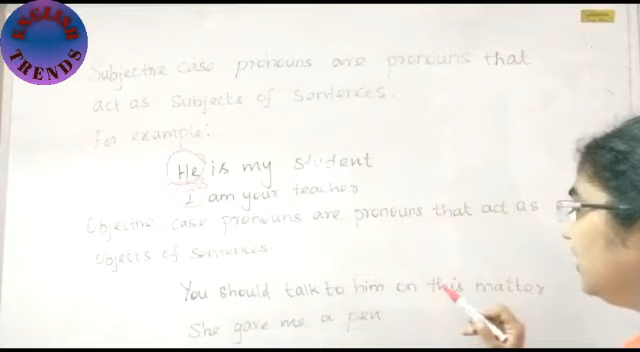 ENGLISH
TRENDS
Subjective case pronouns are pronouns that
act as subjects of sentences.
For example:
He is my student
I am your teacher
Objective case pronouns are pronouns that act as
objects of sentences
You should talk to him on this matter
She gave me a pen